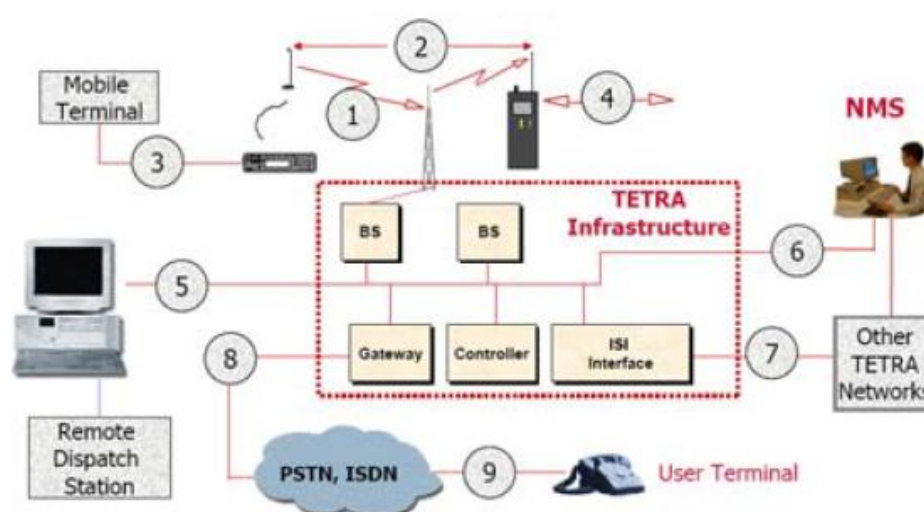 2
Mobile
Terminal
1
4
NMS
3
TETRA
Infrastructure
BS
BS
6
5
Gateway
Controller
ISI
Interface
8
7
Other
TETRA
Networks
Remote
Dispatch
Station
PSTN, ISDN
9
User Terminal